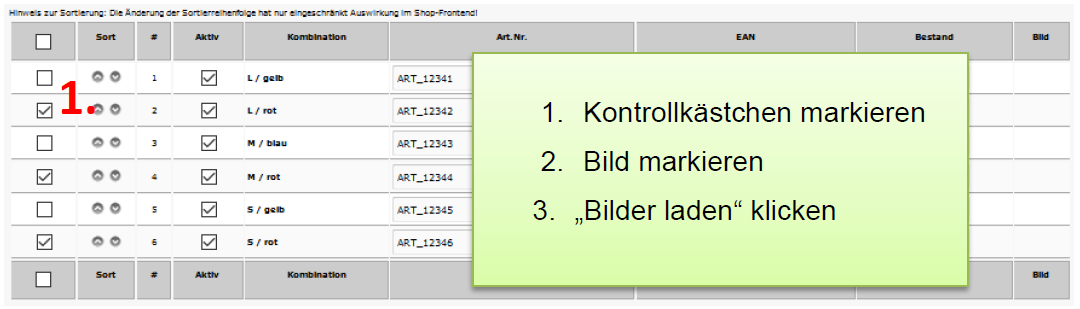 Hinweis zur Sortierung: Die Änderung der Sortierreihenfolge hat nur eingeschränkt Auswirkung im Shop-Frontend!
Sort # Aktiv Kombination Art.Nr. EAN Bestand Bild
1 L / gelb ART_12341
1.
2 L / rot ART_12342
3 M / blau ART_12343
4 M / rot ART_12344
5 S / gelb ART_12345
6 S / rot ART_12346
Sort # Aktiv Kombination Bild
1. Kontrollkästchen markieren
2. Bild markieren
3. „Bilder laden“ klicken